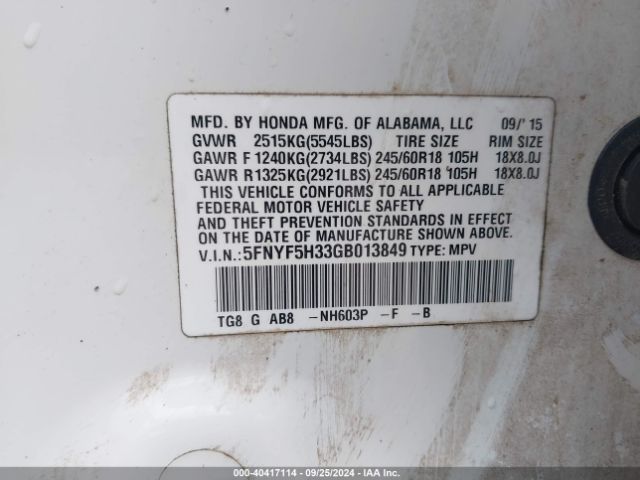 MFD. BY HONDA MFG. OF ALABAMA, LLC 09/'15
GVWR 2515KG(5545LBS) TIRE SIZE RIM SIZE
GAWR F 1240KG(2734LBS) 245/60R18 105H 18X8.0J
GAWR R1325KG(2921LBS) 245/60R18 105H 18X8.0J
THIS VEHICLE CONFORMS TO ALL APPLICABLE
FEDERAL MOTOR VEHICLE SAFETY
AND THEFT PREVENTION STANDARDS IN EFFECT
ON THE DATE OF MANUFACTURE SHOWN ABOVE.
V.I.N.: 5FNYF5H33GB013849 TYPE: MPV
TG8 G AB8 -NH603P -F -B
000-40417114 - 09/25/2024 - IAA Inc.